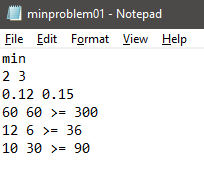 minproblem01 - Notepad
File Edit Format View Help
min
2 3
0.12 0.15
60 60 >= 300
12 6 >= 36
10 30 >= 90